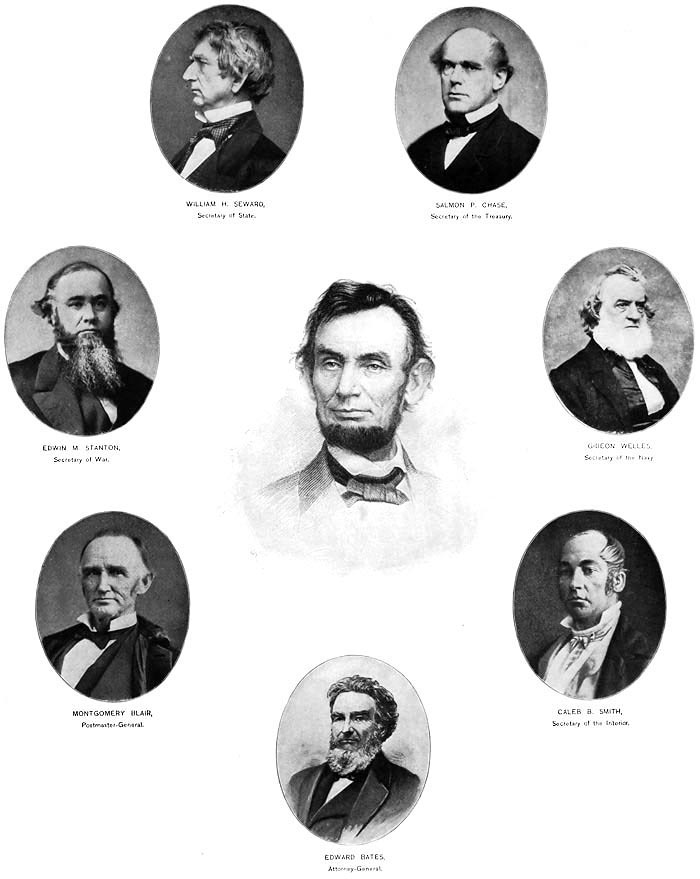 WILLIAM H. SEWARD,
Secretary of State.
SALMON P. CHASE,
Secretary of the Treasury.
EDWIN M. STANTON,
Secretary of War.
GIDEON WELLES,
Secretary of the Navy
MONTGOMERY BLAIR,
Postmaster-General.
CALEB B. SMITH,
Secretary of the Interior.
EDWARD BATES,
Attorney-General.